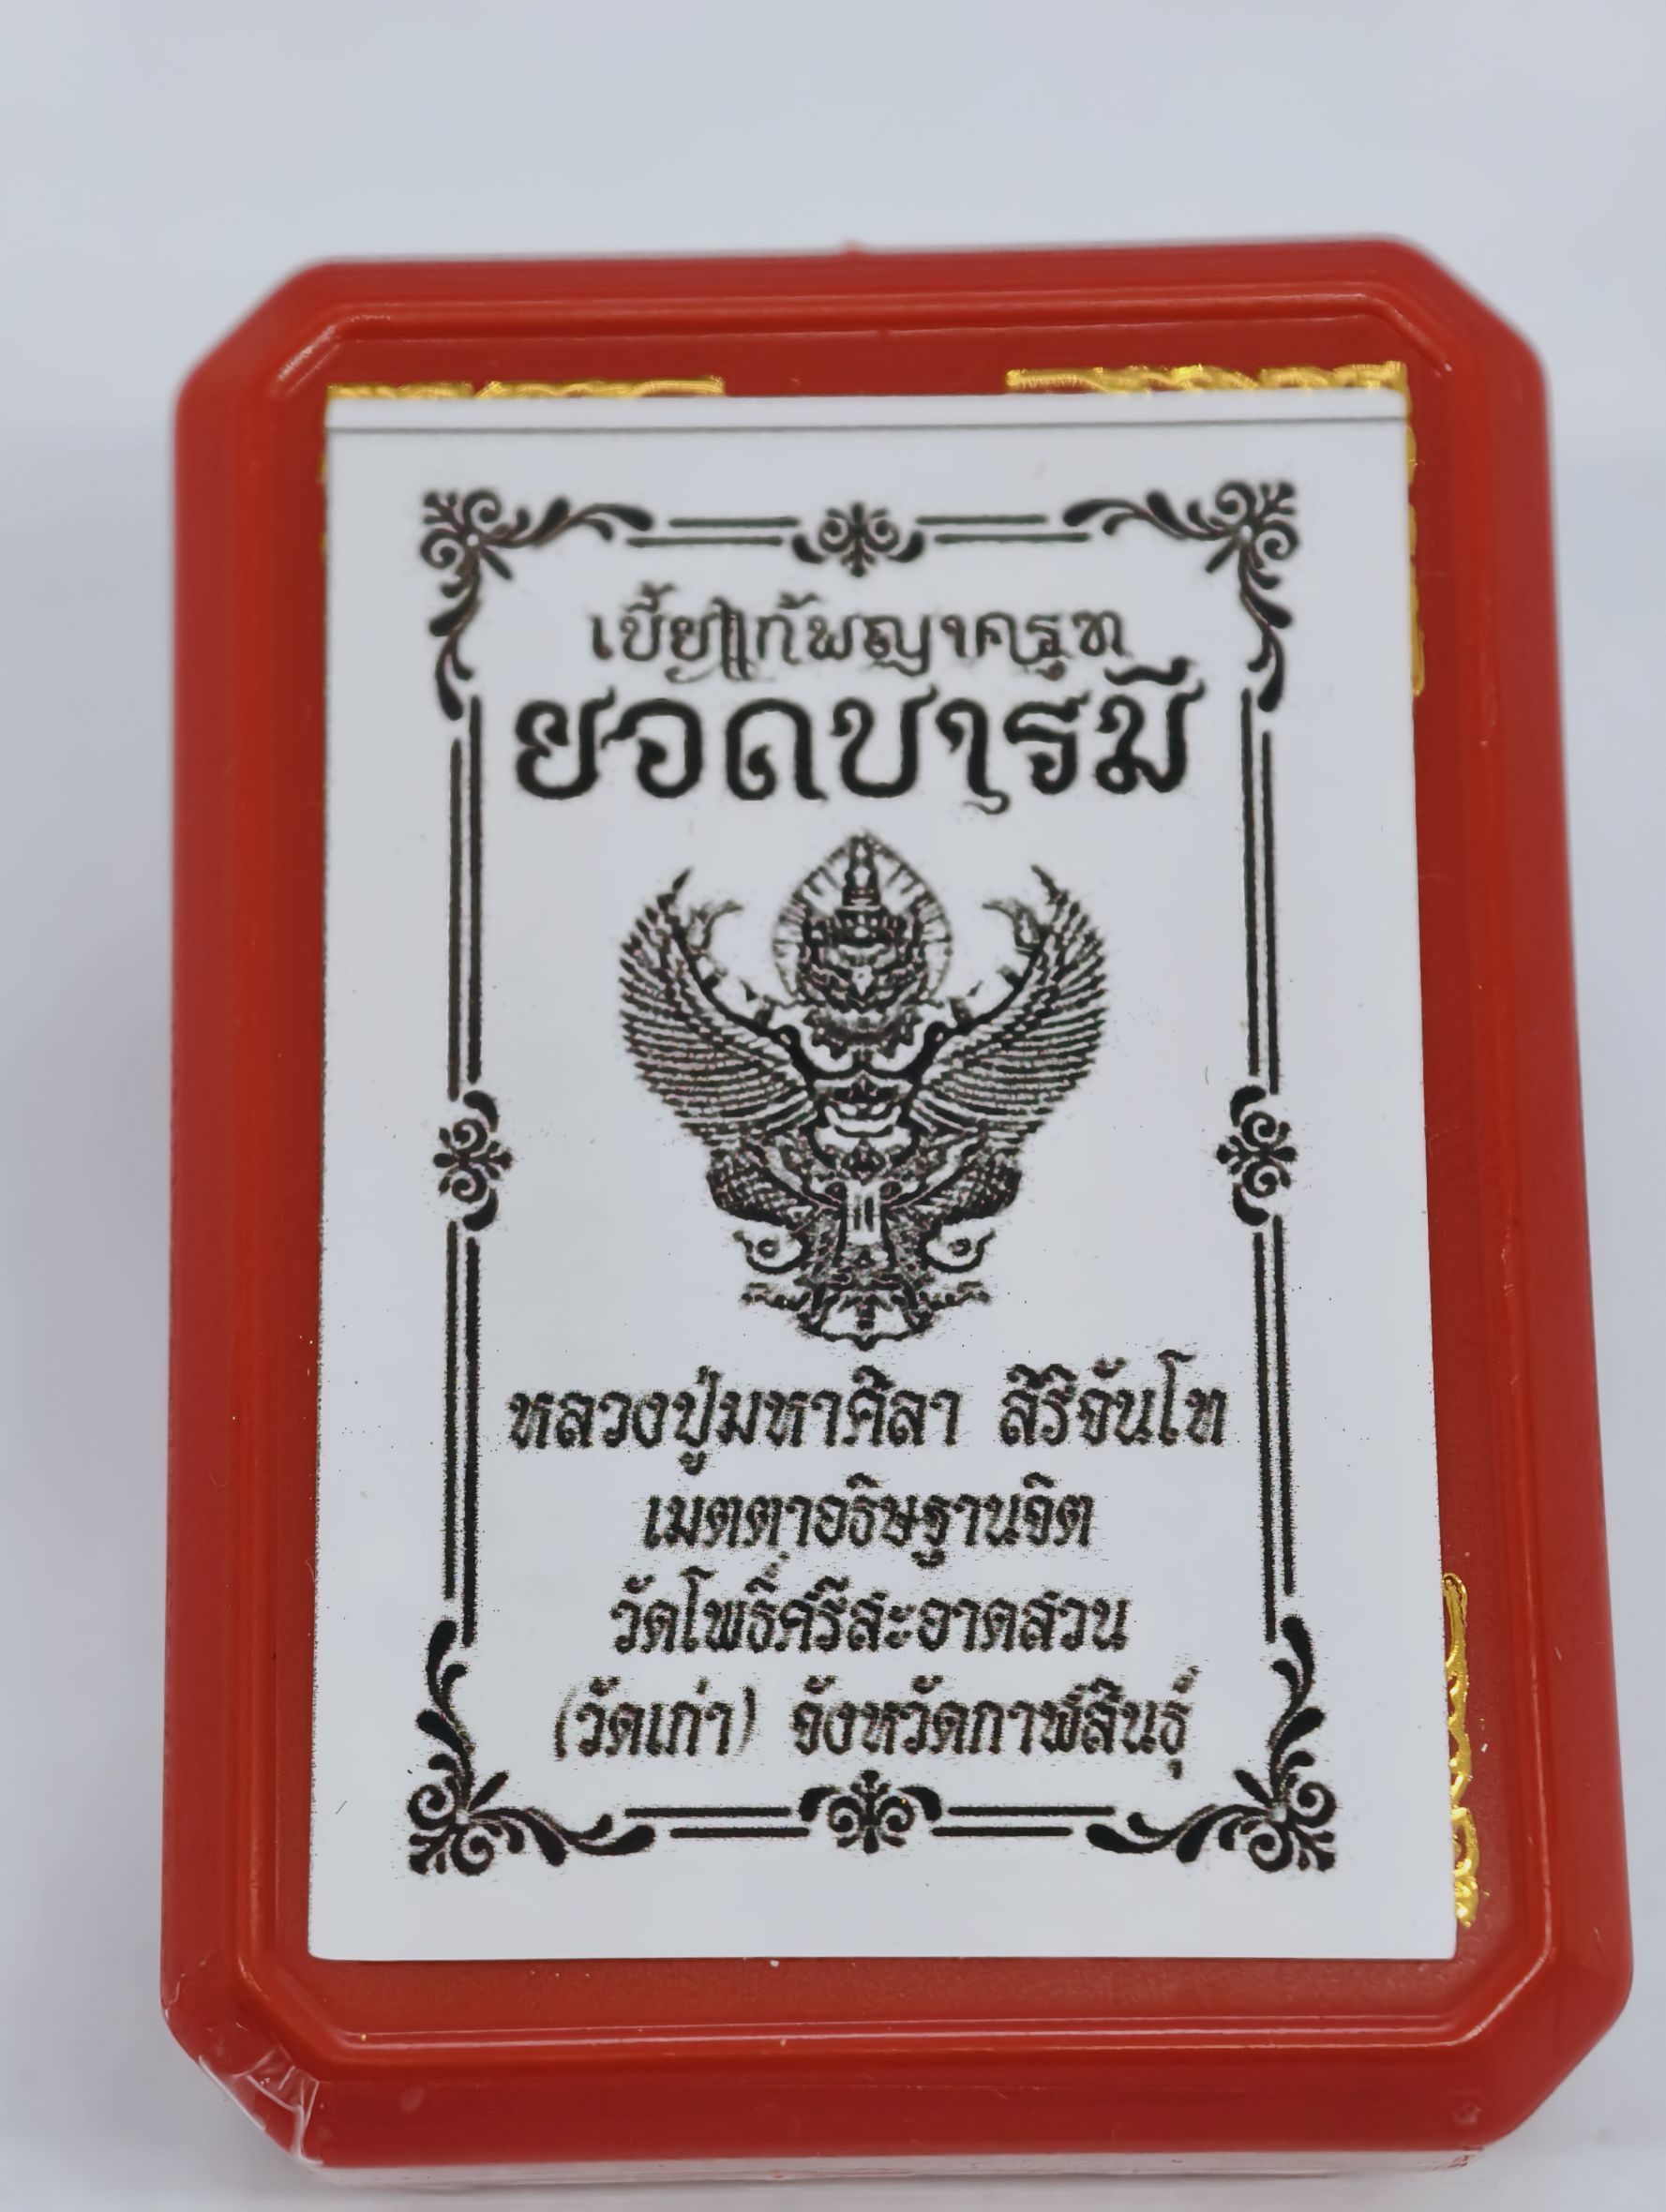 เบี้ยแก้พญาครุฑ
ยอดบารมี
หลวงปู่มหาศิลา สิริจันโท
เมตตาอธิษฐานจิต
วัดโพธิ์ศรีสะอาดสวน
(วัดเก่า) จังหวัดกาฬสินธุ์